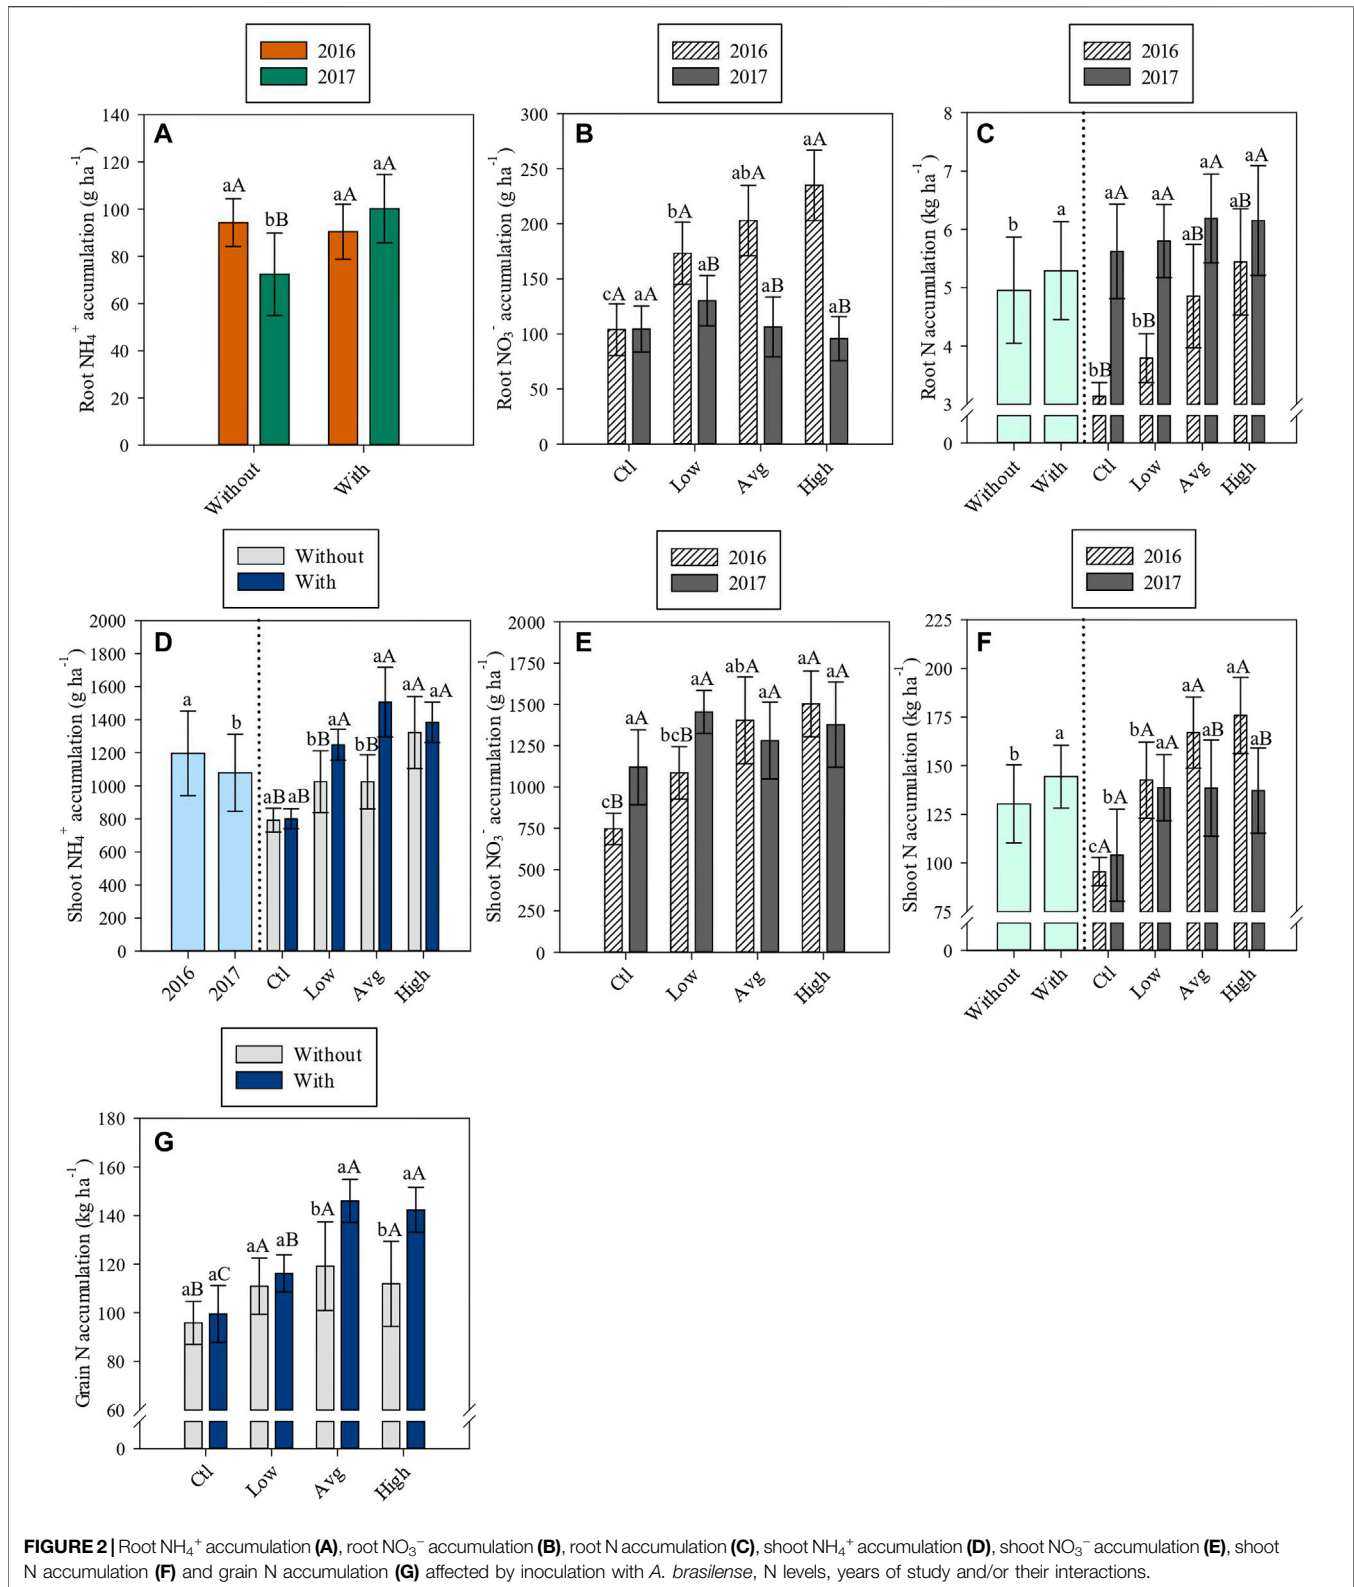 2016
2017
A
Root NH₄⁺ accumulation (g ha⁻¹)
140
120
100
80
60
40
20
0
aA
bB
aA
aA
Without
With
2016
2017
B
Root NO₃⁻ accumulation (g ha⁻¹)
300
250
200
150
100
50
0
cA
aA
bA
aB
abA
aB
aA
aB
Ctl
Low
Avg
High
2016
2017
C
Root N accumulation (kg ha⁻¹)
8
7
6
5
4
3
0
b
a
bB
aA
bB
aA
aB
aA
aB
aA
Without
With
Ctl
Low
Avg
High
Without
With
D
Shoot NH₄⁺ accumulation (g ha⁻¹)
2000
1800
1600
1400
1200
1000
800
600
400
200
0
a
b
aB
aB
bB
aA
bB
aA
aA
aA
2016
2017
Ctl
Low
Avg
High
2016
2017
E
Shoot NO₃⁻ accumulation (g ha⁻¹)
2000
1750
1500
1250
1000
750
500
250
0
cB
aA
bcB
aA
abA
aA
aA
aA
Ctl
Low
Avg
High
2016
2017
F
Shoot N accumulation (kg ha⁻¹)
225
200
175
150
125
100
75
0
b
a
cA
bA
bA
aA
aA
aB
aA
aB
Without
With
Ctl
Low
Avg
High
Without
With
G
Grain N accumulation (kg ha⁻¹)
180
160
140
120
100
80
60
0
aB
aC
aA
aB
bA
aA
bA
aA
Ctl
Low
Avg
High
FIGURE 2 | Root NH₄⁺ accumulation (A), root NO₃⁻ accumulation (B), root N accumulation (C), shoot NH₄⁺ accumulation (D), shoot NO₃⁻ accumulation (E), shoot
N accumulation (F) and grain N accumulation (G) affected by inoculation with A. brasilense, N levels, years of study and/or their interactions.